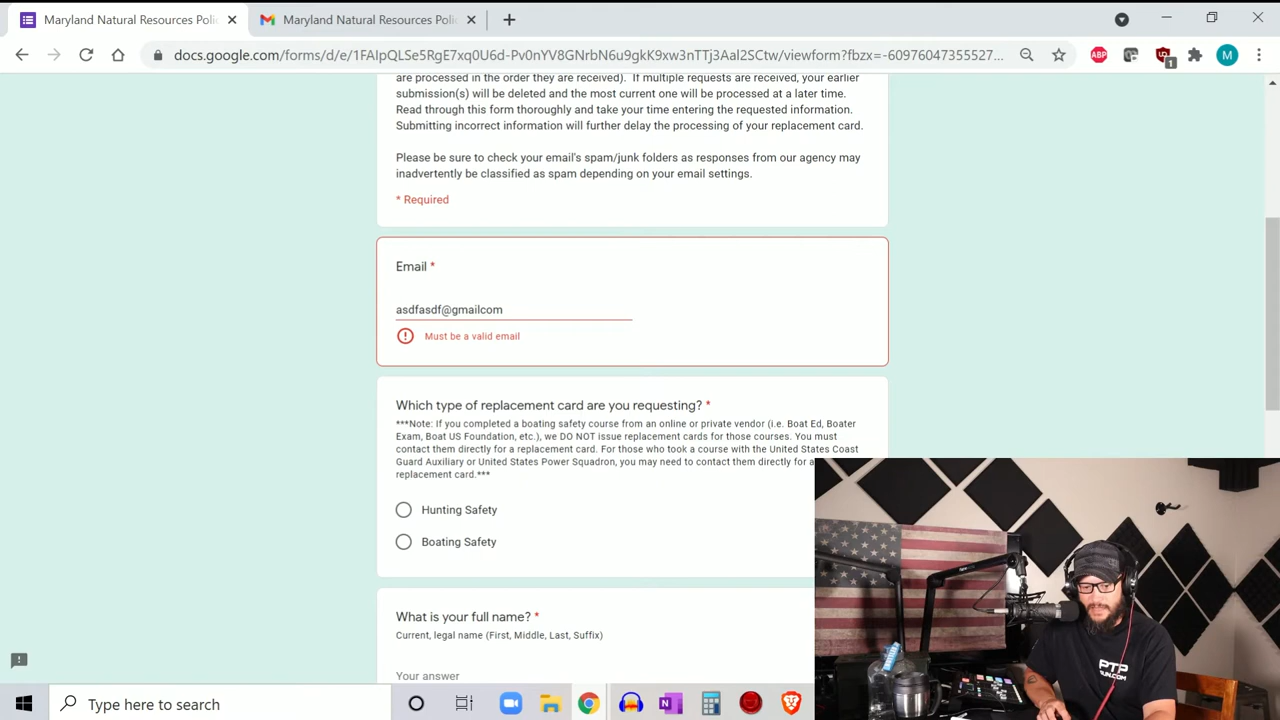 Maryland Natural Resources Polic
Maryland Natural Resources Polic
docs.google.com/forms/d/e/1FAIpQLSe5RgE7xq0U6d-Pv0nYV8GNrbN6u9gkK9xw3nTTj3Aal2SCtw/viewform?fbzx=-60976047355527...
ABP
1
M
are processed in the order they are received). If multiple requests are received, your earlier
submission(s) will be deleted and the most current one will be processed at a later time.
Read through this form thoroughly and take your time entering the requested information.
Submitting incorrect information will further delay the processing of your replacement card.
Please be sure to check your email's spam/junk folders as responses from our agency may
inadvertently be classified as spam depending on your email settings.
* Required
Email *
asdfasdf@gmailcom
Must be a valid email
Which type of replacement card are you requesting? *
***Note: If you completed a boating safety course from an online or private vendor (i.e. Boat Ed, Boater
Exam, Boat US Foundation, etc.), we DO NOT issue replacement cards for those courses. You must
contact them directly for a replacement card. For those who took a course with the United States Coast
Guard Auxiliary or United States Power Squadron, you may need to contact them directly for a
replacement card.***
Hunting Safety
Boating Safety
What is your full name? *
Current, legal name (First, Middle, Last, Suffix)
Your answer
PTP
Type here to search